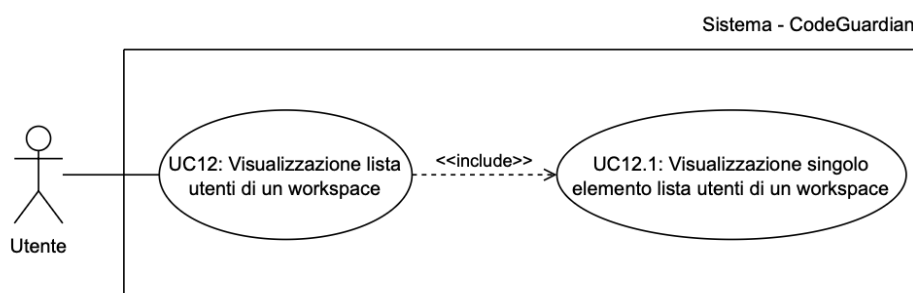 Sistema - CodeGuardian
UC12: Visualizzazione lista
utenti di un workspace
<<include>>
UC12.1: Visualizzazione singolo
elemento lista utenti di un workspace
Utente